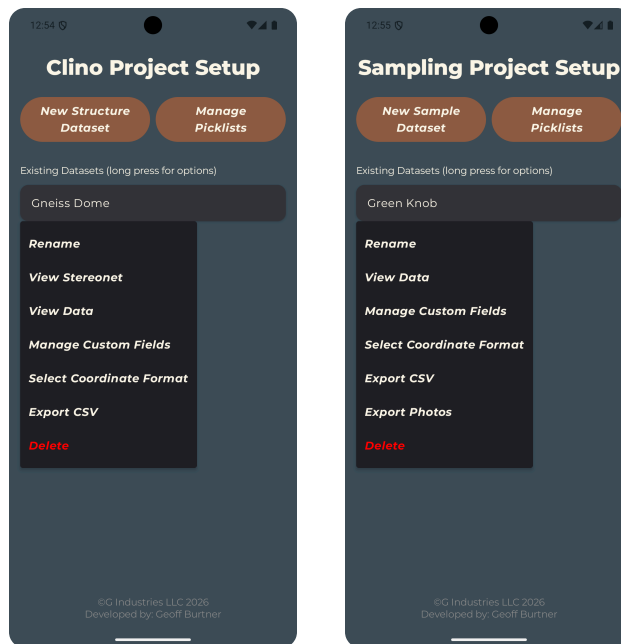 12:54
Clino Project Setup
New Structure
Dataset
Manage
Picklists
Existing Datasets (long press for options)
Gneiss Dome
Rename
View Stereonet
View Data
Manage Custom Fields
Select Coordinate Format
Export CSV
Delete
©G Industries LLC 2026
Developed by: Geoff Burtner
12:55
Sampling Project Setup
New Sample
Dataset
Manage
Picklists
Existing Datasets (long press for options)
Green Knob
Rename
View Data
Manage Custom Fields
Select Coordinate Format
Export CSV
Export Photos
Delete
©G Industries LLC 2026
Developed by: Geoff Burtner